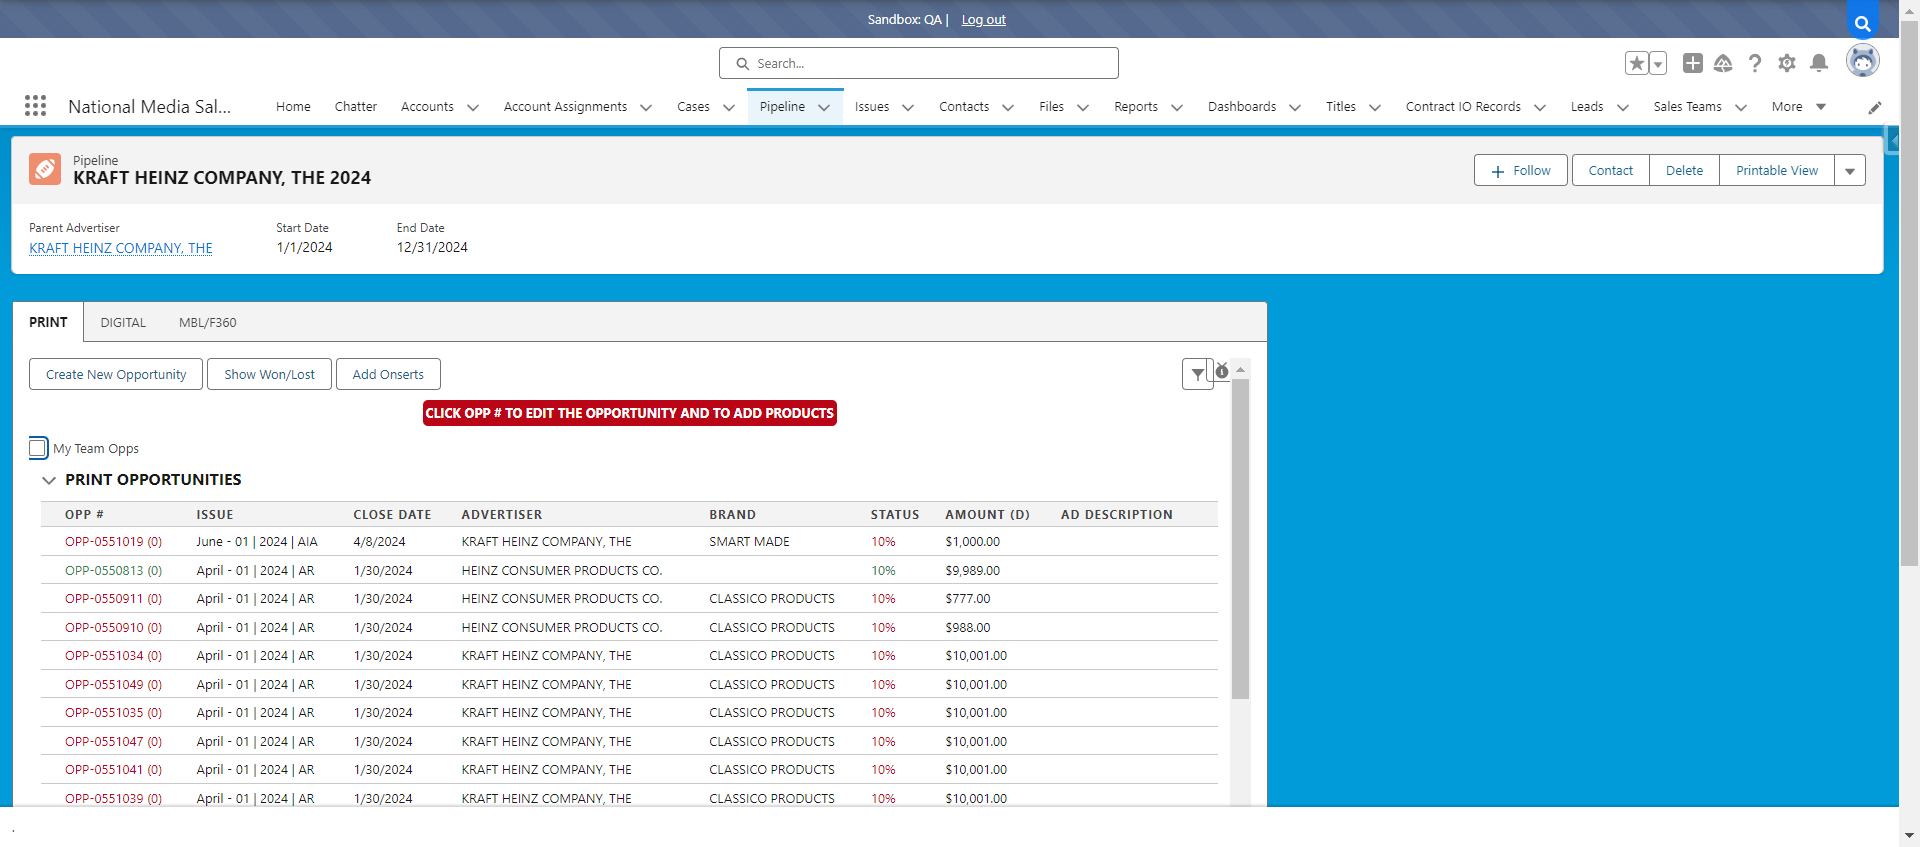 Sandbox: QA | Log out
Search...
National Media Sal... Home Chatter Accounts Account Assignments Cases Pipeline Issues Contacts Files Reports Dashboards Titles Contract IO Records Leads Sales Teams More
Pipeline
KRAFT HEINZ COMPANY, THE 2024
Follow Contact Delete Printable View
Parent Advertiser Start Date End Date
KRAFT HEINZ COMPANY, THE 1/1/2024 12/31/2024
PRINT DIGITAL MBL/F360
Create New Opportunity Show Won/Lost Add Onserts
CLICK OPP # TO EDIT THE OPPORTUNITY AND TO ADD PRODUCTS
My Team Opps
PRINT OPPORTUNITIES
OPP # ISSUE CLOSE DATE ADVERTISER BRAND STATUS AMOUNT (D) AD DESCRIPTION
OPP-0551019 (0) June - 01 | 2024 | AIA 4/8/2024 KRAFT HEINZ COMPANY, THE SMART MADE 10% $1,000.00
OPP-0550813 (0) April - 01 | 2024 | AR 1/30/2024 HEINZ CONSUMER PRODUCTS CO. 10% $9,989.00
OPP-0550911 (0) April - 01 | 2024 | AR 1/30/2024 HEINZ CONSUMER PRODUCTS CO. CLASSICO PRODUCTS 10% $777.00
OPP-0550910 (0) April - 01 | 2024 | AR 1/30/2024 HEINZ CONSUMER PRODUCTS CO. CLASSICO PRODUCTS 10% $988.00
OPP-0551034 (0) April - 01 | 2024 | AR 1/30/2024 KRAFT HEINZ COMPANY, THE CLASSICO PRODUCTS 10% $10,001.00
OPP-0551049 (0) April - 01 | 2024 | AR 1/30/2024 KRAFT HEINZ COMPANY, THE CLASSICO PRODUCTS 10% $10,001.00
OPP-0551035 (0) April - 01 | 2024 | AR 1/30/2024 KRAFT HEINZ COMPANY, THE CLASSICO PRODUCTS 10% $10,001.00
OPP-0551047 (0) April - 01 | 2024 | AR 1/30/2024 KRAFT HEINZ COMPANY, THE CLASSICO PRODUCTS 10% $10,001.00
OPP-0551041 (0) April - 01 | 2024 | AR 1/30/2024 KRAFT HEINZ COMPANY, THE CLASSICO PRODUCTS 10% $10,001.00
OPP-0551039 (0) April - 01 | 2024 | AR 1/30/2024 KRAFT HEINZ COMPANY, THE CLASSICO PRODUCTS 10% $10,001.00
.